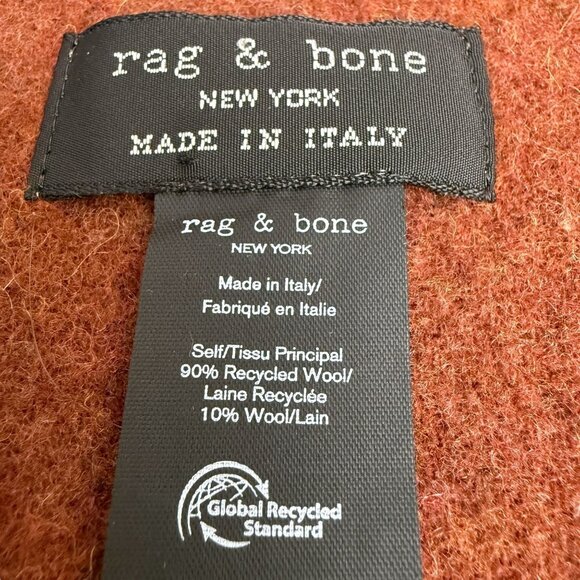 rag & bone
NEW YORK
MADE IN ITALY
rag & bone
NEW YORK
Made in Italy/
Fabriqué en Italie
Self/Tissu Principal
90% Recycled Wool/
Laine Recyclée
10% Wool/Lain
Global Recycled
Standard